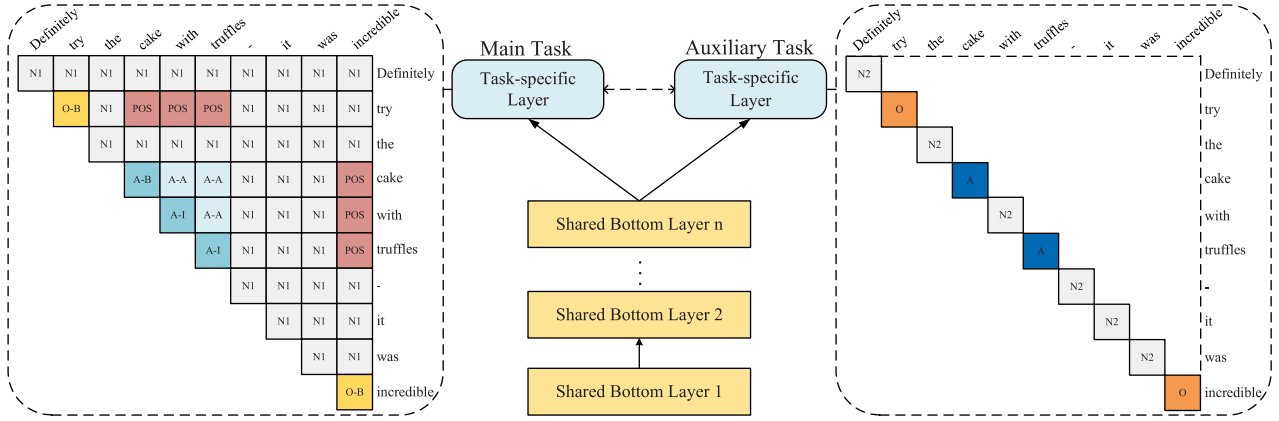 Definitely try the cake with truffles - it was incredible
N1 N1 N1 N1 N1 N1 N1 N1 N1 N1 Definitely
O-B N1 POS POS POS N1 N1 N1 N1 try
N1 N1 N1 N1 N1 N1 N1 N1 the
A-B A-A A-A N1 N1 N1 POS cake
A-I A-A N1 N1 N1 POS with
A-I N1 N1 N1 POS truffles
N1 N1 N1 N1 -
N1 N1 N1 it
N1 N1 was
O-B incredible
Main Task
Task-specific
Layer
Auxiliary Task
Task-specific
Layer
Shared Bottom Layer n
Shared Bottom Layer 2
Shared Bottom Layer 1
Definitely try the cake with truffles - it was incredible
N2 Definitely
O try
N2 the
A cake
N2 with
A truffles
N2 -
N2 it
N2 was
O incredible